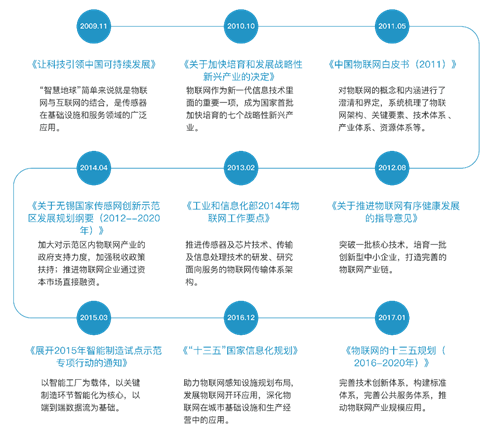 2009.11
2010.10
2011.05
《让科技引领中国可持续发展》
《关于加快培育和发展战略性
新兴产业的决定》
《中国物联网白皮书（2011）》
“智慧地球”简单来说就是物联
网与互联网的结合，是传感器
在基础设施和服务领域的广泛
应用。
物联网作为新一代信息技术里
面的重要一项，成为国家首批
加快培育的七个战略性新兴产
业。
对物联网的概念和内涵进行了
澄清和界定，系统梳理了物联
网架构、关键要素、技术体系、
产业体系、资源体系等。
2014.04
2013.02
2012.08
《关于无锡国家传感网创新示范
区发展规划纲要（2012--2020
年）》
《工业和信息化部2014年物
联网工作要点》
《关于推进物联网有序健康发展
的指导意见》
加大对示范区内物联网产业的
政府支持力度，加强税收政策
扶持；推进物联网企业通过资
本市场直接融资。
推进传感器及芯片技术、传输
及信息处理技术的研发、研究
面向服务的物联网传输体系架
构。
突破一批核心技术，培育一批
创新型中小企业，打造完善的
物联网产业链。
2015.03
2016.12
2017.01
《展开2015年智能制造试点示范
专项行动的通知》
《“十三五”国家信息化规划》
《物联网的十三五规划（
2016-2020年）》
以智能工厂为载体，以关键
制造环节智能化为核心，以
端到端数据流为基础。
助力物联网感知设施规划布局，
发展物联网开环应用，深化物
联网在城市基础设施和生产经
营中的应用。
完善技术创新体系，构建标准
体系，完善公共服务体系，推
动物联网产业规模应用。